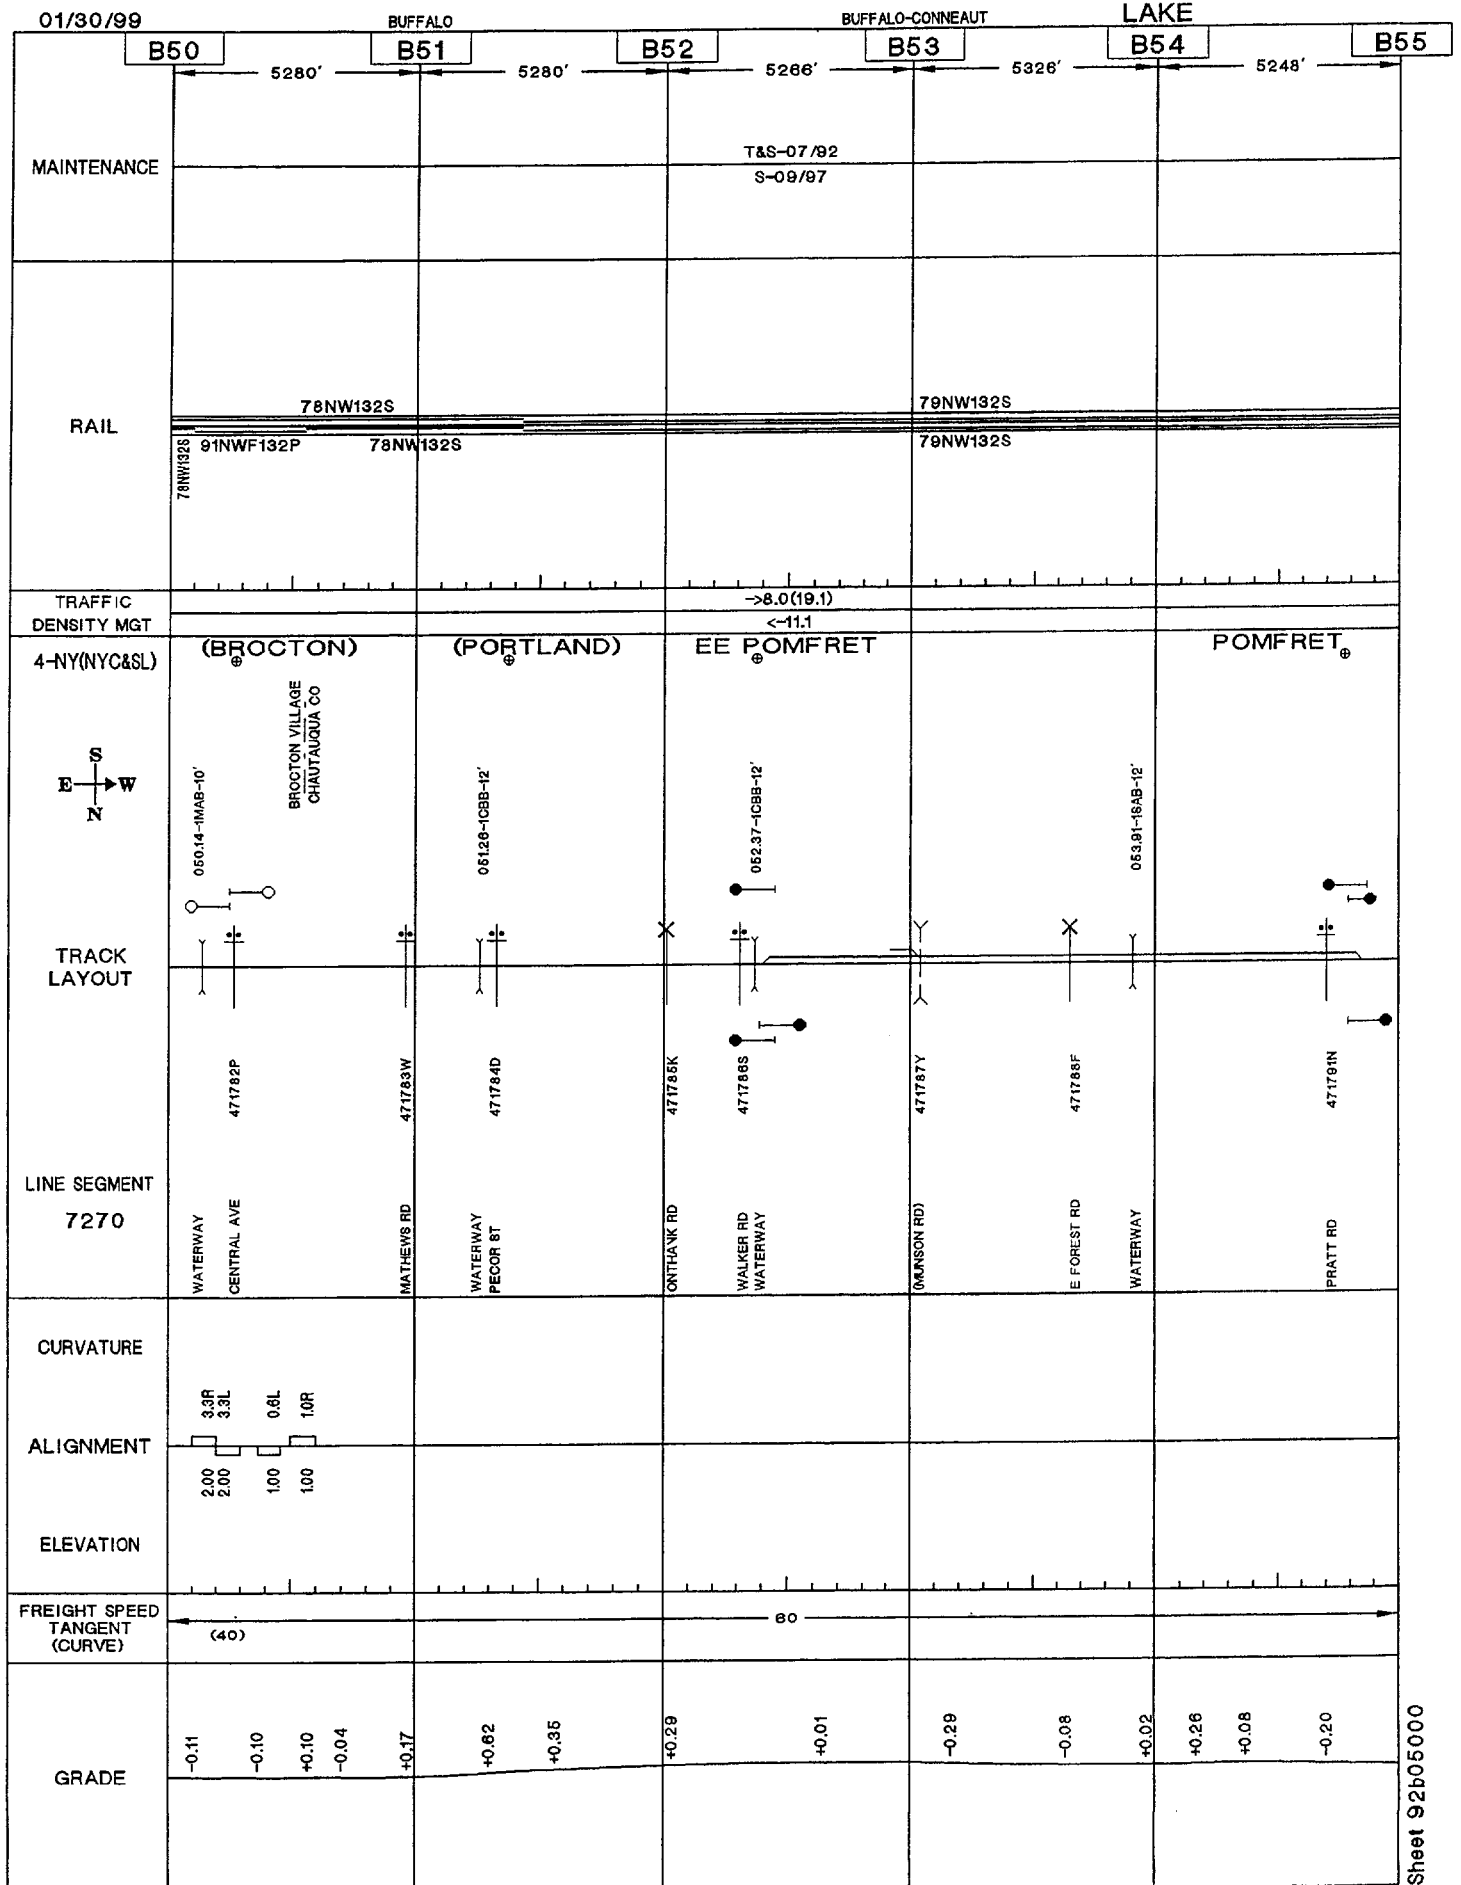 01/30/99
BUFFALO
BUFFALO-CONNEAUT
LAKE
B50
B51
B52
B53
B54
B55
5280'
5280'
5266'
5326'
5248'
MAINTENANCE
T&S-07/92
S-09/97
RAIL
78NW132S
79NW132S
78NW132S
91NWF132P
78NW132S
79NW132S
TRAFFIC
DENSITY MGT
->8.0(19.1)
<-11.1
4-NY(NYC&SL)
(BROCTON)
(PORTLAND)
EE POMFRET
POMFRET
BROCTON VILLAGE
CHAUTAUQUA CO
S
E
W
N
050.14-1MAB-10'
051.26-1CBB-12'
052.37-1CBB-12'
053.91-1SAB-12'
TRACK
LAYOUT
471782P
471783W
471784D
471785K
471786S
471787Y
471788F
471791N
LINE SEGMENT
7270
WATERWAY
CENTRAL AVE
MATHEWS RD
WATERWAY
PECOR ST
ONTHANK RD
WALKER RD
WATERWAY
(MUNSON RD)
E FOREST RD
WATERWAY
PRATT RD
CURVATURE
3.3R
3.3L
0.6L
1.0R
ALIGNMENT
2.00
2.00
1.00
1.00
ELEVATION
FREIGHT SPEED
TANGENT
(CURVE)
(40)
60
GRADE
-0.11
-0.10
+0.10
-0.04
+0.17
+0.62
+0.35
+0.29
+0.01
-0.29
-0.08
+0.02
+0.26
+0.08
-0.20
Sheet 92b05000